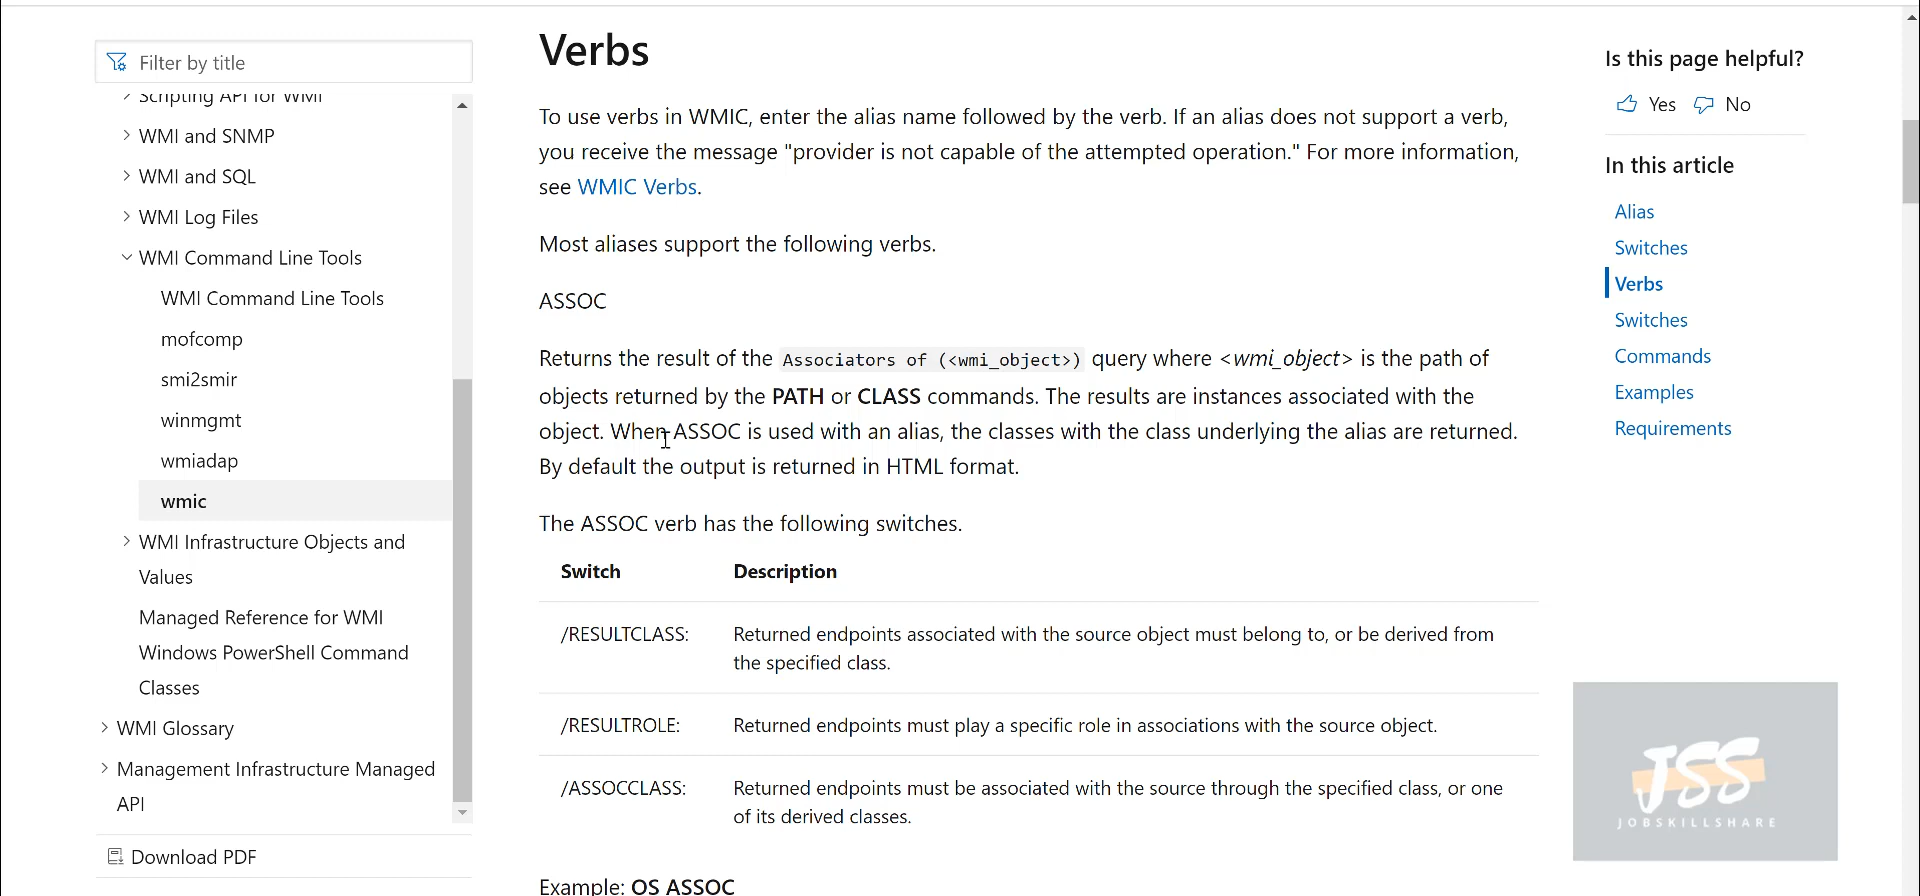 Filter by title
Scripting API for WMI
WMI and SNMP
WMI and SQL
WMI Log Files
WMI Command Line Tools
WMI Command Line Tools
mofcomp
smi2smir
winmgmt
wmiadap
wmic
WMI Infrastructure Objects and
Values
Managed Reference for WMI
Windows PowerShell Command
Classes
WMI Glossary
Management Infrastructure Managed
API
Download PDF
Verbs
To use verbs in WMIC, enter the alias name followed by the verb. If an alias does not support a verb,
you receive the message "provider is not capable of the attempted operation." For more information,
see WMIC Verbs.
Most aliases support the following verbs.
ASSOC
Returns the result of the Associators of (<wmi_object>) query where <wmi_object> is the path of
objects returned by the PATH or CLASS commands. The results are instances associated with the
object. When ASSOC is used with an alias, the classes with the class underlying the alias are returned.
By default the output is returned in HTML format.
The ASSOC verb has the following switches.
Switch Description
/RESULTCLASS: Returned endpoints associated with the source object must belong to, or be derived from
the specified class.
/RESULTROLE: Returned endpoints must play a specific role in associations with the source object.
/ASSOCCLASS: Returned endpoints must be associated with the source through the specified class, or one
of its derived classes.
Example: OS ASSOC
Is this page helpful?
Yes No
In this article
Alias
Switches
Verbs
Switches
Commands
Examples
Requirements
JSS
JOBSKILLSHARE